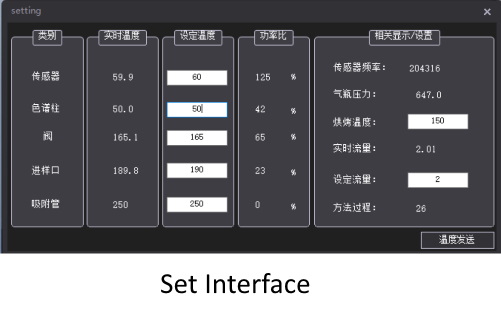 setting ×
类别 实时温度 设定温度 功率比 相关显示/设置
传感器 59.9 60 125 % 传感器频率： 204316
气瓶压力： 647.0
色谱柱 50.0 50 42 % 烘烤温度： 150
阀 165.1 165 65 % 实时流量： 2.01
进样口 189.8 190 23 % 设定流量： 2
吸附管 250 250 0 % 方法过程： 26
温度发送
Set Interface